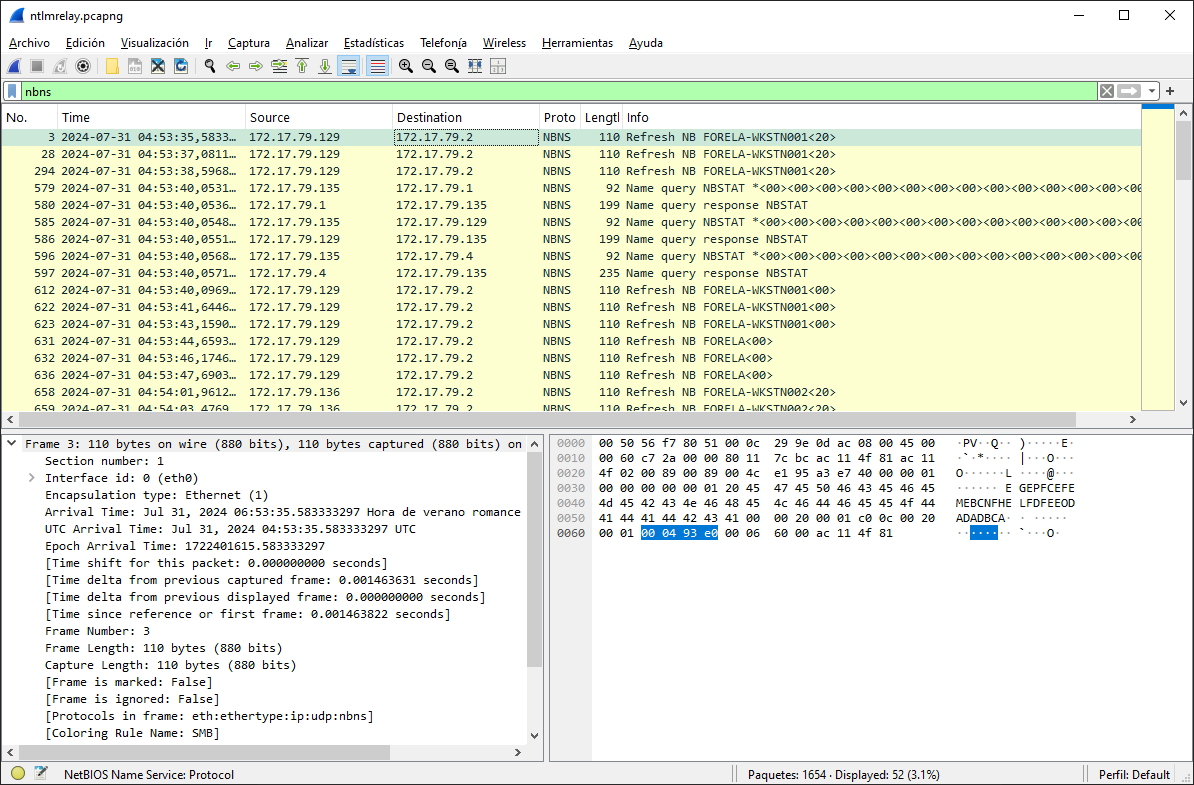 ntlmrelay.pcapng
Archivo Edición Visualización Ir Captura Analizar Estadísticas Telefonía Wireless Herramientas Ayuda
nbns
No. Time Source Destination Proto Lengtl Info
3 2024-07-31 04:53:35,5833… 172.17.79.129 172.17.79.2 NBNS 110 Refresh NB FORELA-WKSTN001<20>
28 2024-07-31 04:53:37,0811… 172.17.79.129 172.17.79.2 NBNS 110 Refresh NB FORELA-WKSTN001<20>
294 2024-07-31 04:53:38,5968… 172.17.79.129 172.17.79.2 NBNS 110 Refresh NB FORELA-WKSTN001<20>
579 2024-07-31 04:53:40,0531… 172.17.79.135 172.17.79.1 NBNS 92 Name query NBSTAT *<00><00><00><00><00><00><00><00><00><00><00><00><00><00
580 2024-07-31 04:53:40,0536… 172.17.79.1 172.17.79.135 NBNS 199 Name query response NBSTAT
585 2024-07-31 04:53:40,0548… 172.17.79.135 172.17.79.129 NBNS 92 Name query NBSTAT *<00><00><00><00><00><00><00><00><00><00><00><00><00><00
586 2024-07-31 04:53:40,0551… 172.17.79.129 172.17.79.135 NBNS 199 Name query response NBSTAT
596 2024-07-31 04:53:40,0568… 172.17.79.135 172.17.79.4 NBNS 92 Name query NBSTAT *<00><00><00><00><00><00><00><00><00><00><00><00><00><00
597 2024-07-31 04:53:40,0571… 172.17.79.4 172.17.79.135 NBNS 235 Name query response NBSTAT
612 2024-07-31 04:53:40,0969… 172.17.79.129 172.17.79.2 NBNS 110 Refresh NB FORELA-WKSTN001<00>
622 2024-07-31 04:53:41,6446… 172.17.79.129 172.17.79.2 NBNS 110 Refresh NB FORELA-WKSTN001<00>
623 2024-07-31 04:53:43,1590… 172.17.79.129 172.17.79.2 NBNS 110 Refresh NB FORELA-WKSTN001<00>
631 2024-07-31 04:53:44,6593… 172.17.79.129 172.17.79.2 NBNS 110 Refresh NB FORELA<00>
632 2024-07-31 04:53:46,1746… 172.17.79.129 172.17.79.2 NBNS 110 Refresh NB FORELA<00>
636 2024-07-31 04:53:47,6903… 172.17.79.129 172.17.79.2 NBNS 110 Refresh NB FORELA<00>
658 2024-07-31 04:54:01,9612… 172.17.79.136 172.17.79.2 NBNS 110 Refresh NB FORELA-WKSTN002<20>
659 2024-07-31 04:54:03,4769… 172.17.79.136 172.17.79.2 NBNS 110 Refresh NB FORELA-WKSTN002<20>
Frame 3: 110 bytes on wire (880 bits), 110 bytes captured (880 bits) on
Section number: 1
Interface id: 0 (eth0)
Encapsulation type: Ethernet (1)
Arrival Time: Jul 31, 2024 06:53:35.583333297 Hora de verano romance
UTC Arrival Time: Jul 31, 2024 04:53:35.583333297 UTC
Epoch Arrival Time: 1722401615.583333297
[Time shift for this packet: 0.000000000 seconds]
[Time delta from previous captured frame: 0.001463631 seconds]
[Time delta from previous displayed frame: 0.000000000 seconds]
[Time since reference or first frame: 0.001463822 seconds]
Frame Number: 3
Frame Length: 110 bytes (880 bits)
Capture Length: 110 bytes (880 bits)
[Frame is marked: False]
[Frame is ignored: False]
[Protocols in frame: eth:ethertype:ip:udp:nbns]
[Coloring Rule Name: SMB]
0000 00 50 56 f7 80 51 00 0c 29 9e 0d ac 08 00 45 00 ·PV··Q·· )·····E·
0010 00 60 c7 2a 00 00 80 11 7c bc ac 11 4f 81 ac 11 ·`·*···· |···O···
0020 4f 02 00 89 00 89 00 4c e1 95 a3 e7 40 00 00 01 O······L ····@···
0030 00 00 00 00 00 01 20 45 47 45 50 46 43 45 46 45 ······ E GEPFCEFE
0040 4d 45 42 43 4e 46 48 45 4c 46 44 46 45 45 4f 44 MEBCNFHE LFDFEEOD
0050 41 44 41 44 42 43 41 00 00 20 00 01 c0 0c 00 20 ADADBCA· · ·····
0060 00 01 00 04 93 e0 00 06 60 00 ac 11 4f 81 ········ `···O·
NetBIOS Name Service: Protocol
Paquetes: 1654 · Displayed: 52 (3.1%)
Perfil: Default